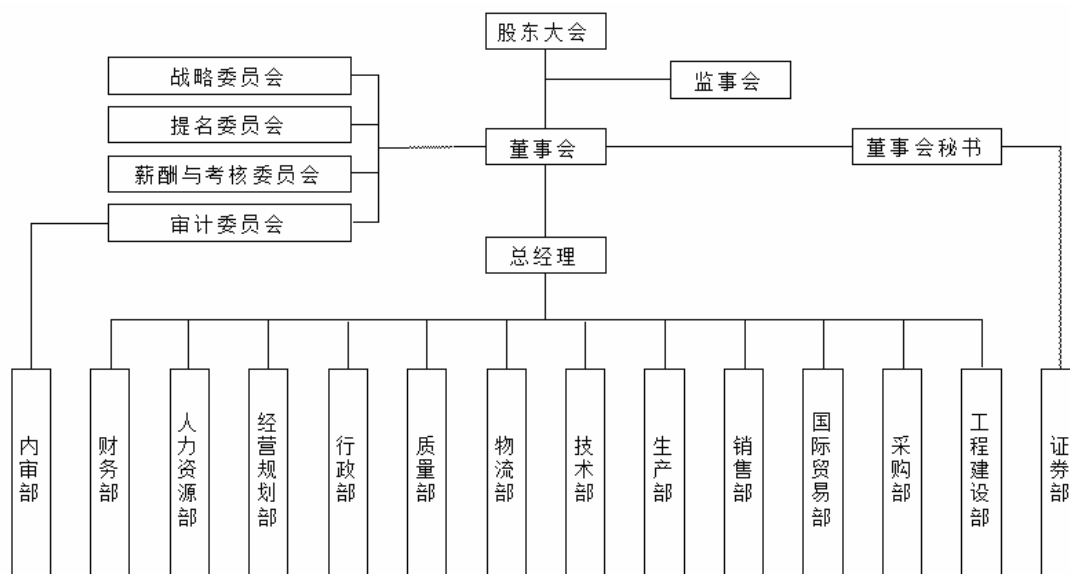 股东大会
战略委员会
监事会
提名委员会
董事会
董事会秘书
薪酬与考核委员会
审计委员会
总经理
内审部
财务部
人力资源部
经营规划部
行政部
质量部
物流部
技术部
生产部
销售部
国际贸易部
采购部
工程建设部
证券部